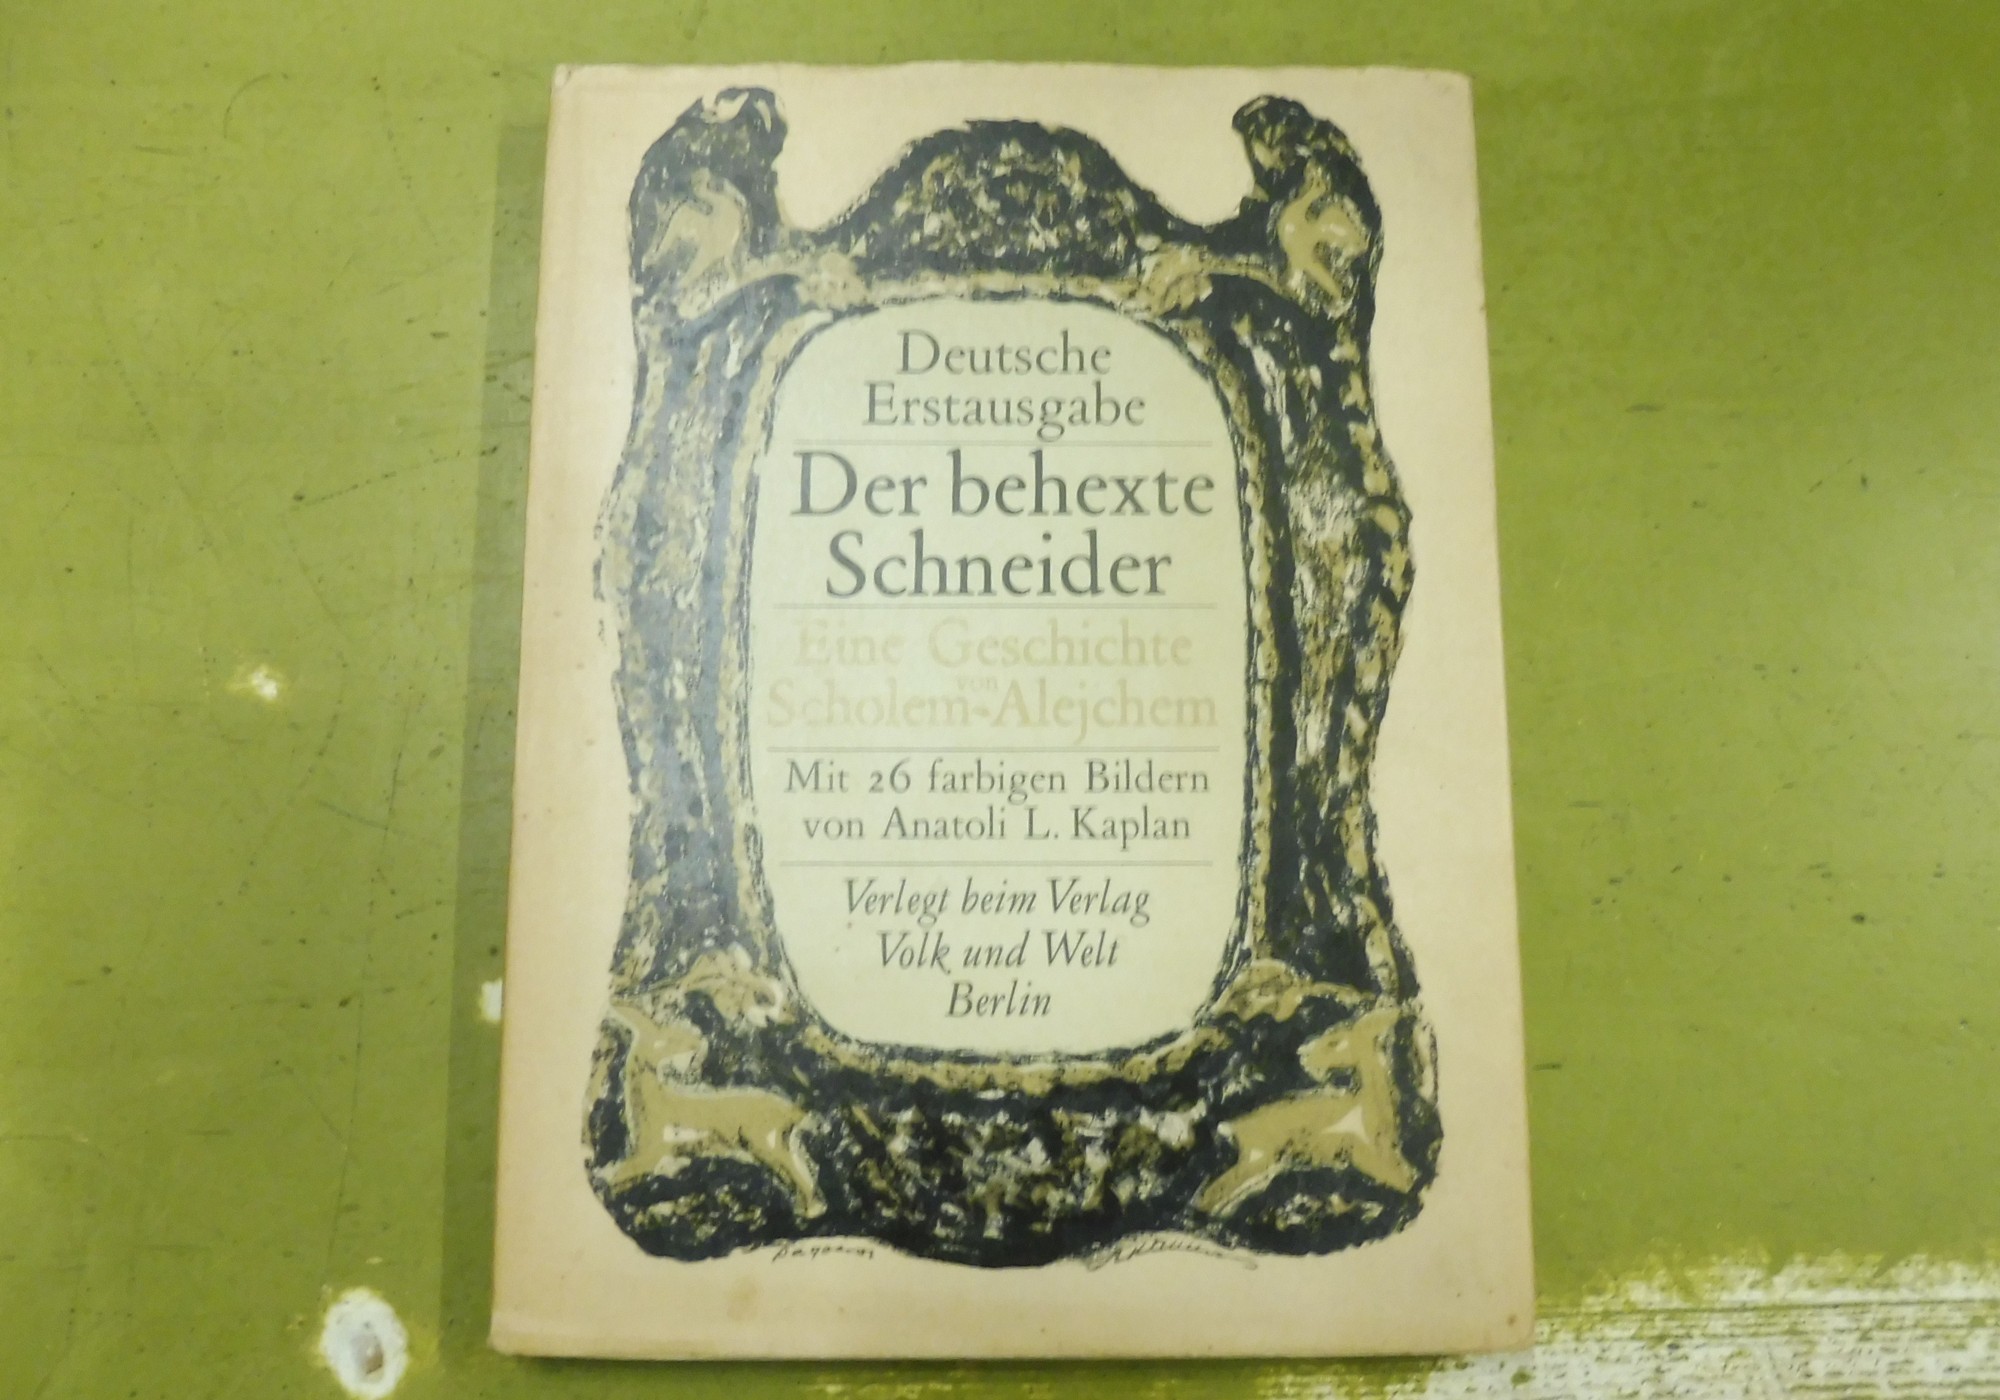 Deutsche
Erstausgabe
Der behexte
Schneider
Eine Geschichte
von
Scholem-Alejchem
Mit 26 farbigen Bildern
von Anatoli L. Kaplan
Verlegt beim Verlag
Volk und Welt
Berlin